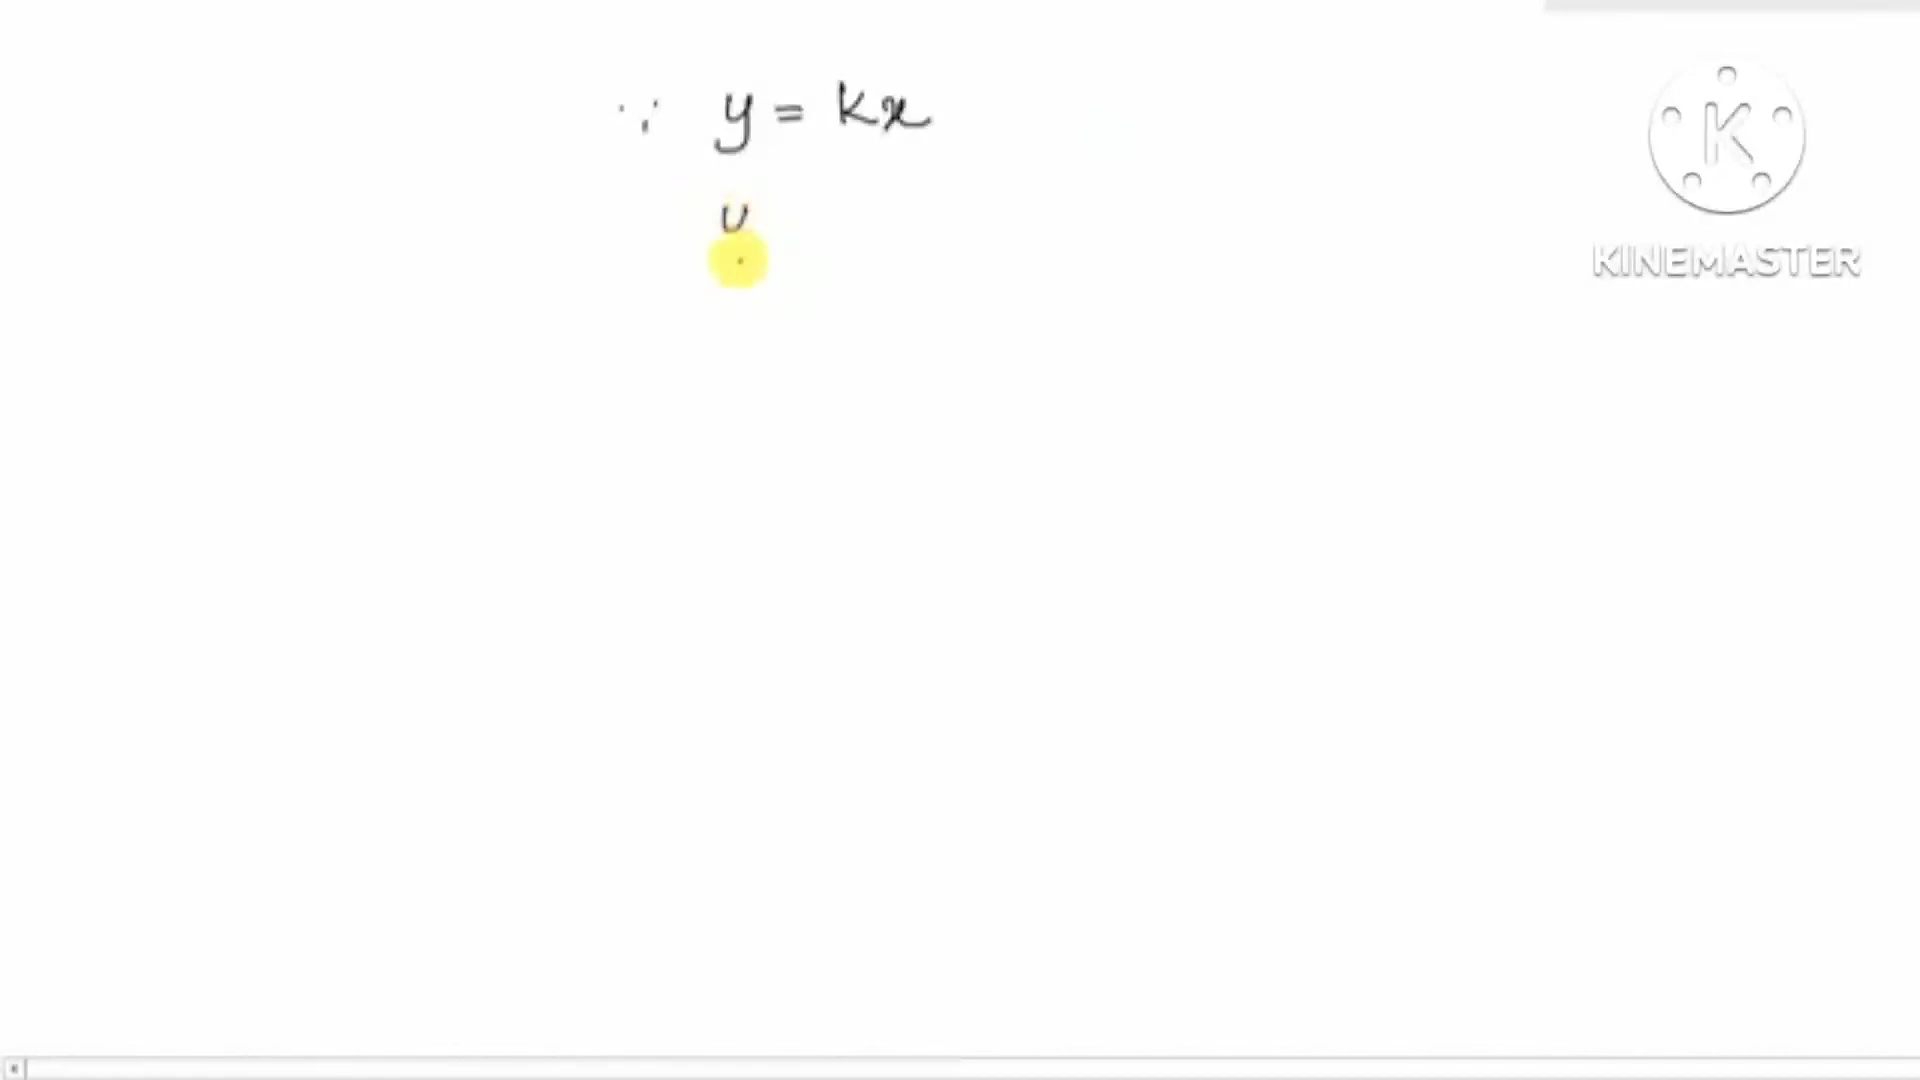 ∵ y = kx
KINEMASTER